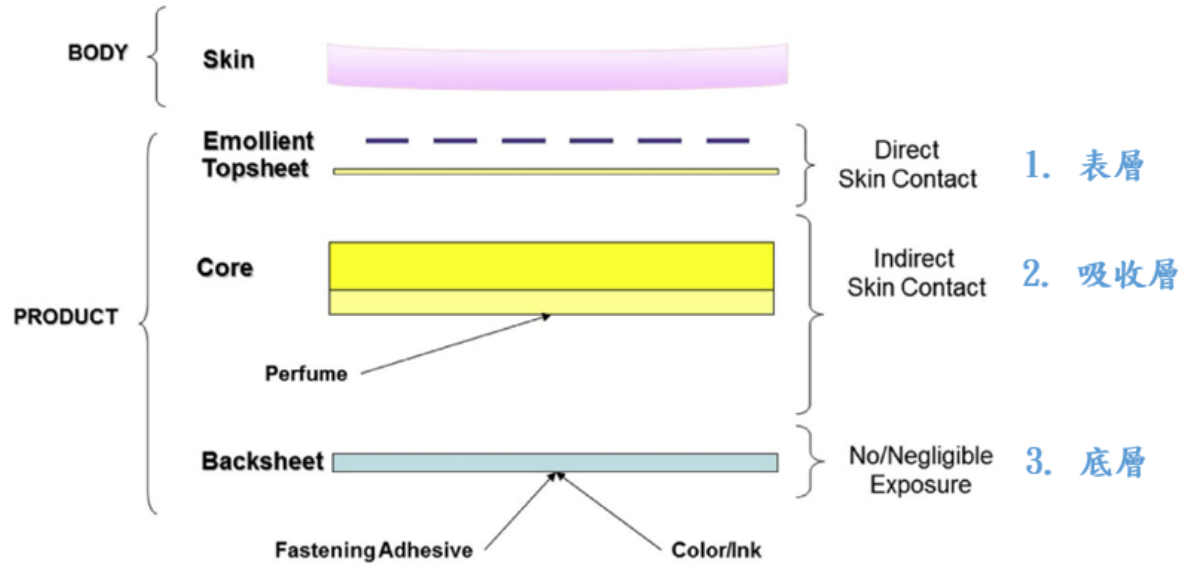 BODY
Skin
Emollient
Topsheet
Direct
Skin Contact
1. 表層
Core
Indirect
Skin Contact
2. 吸收層
PRODUCT
Perfume
Backsheet
No/Negligible
Exposure
3. 底層
Fastening Adhesive
Color/Ink